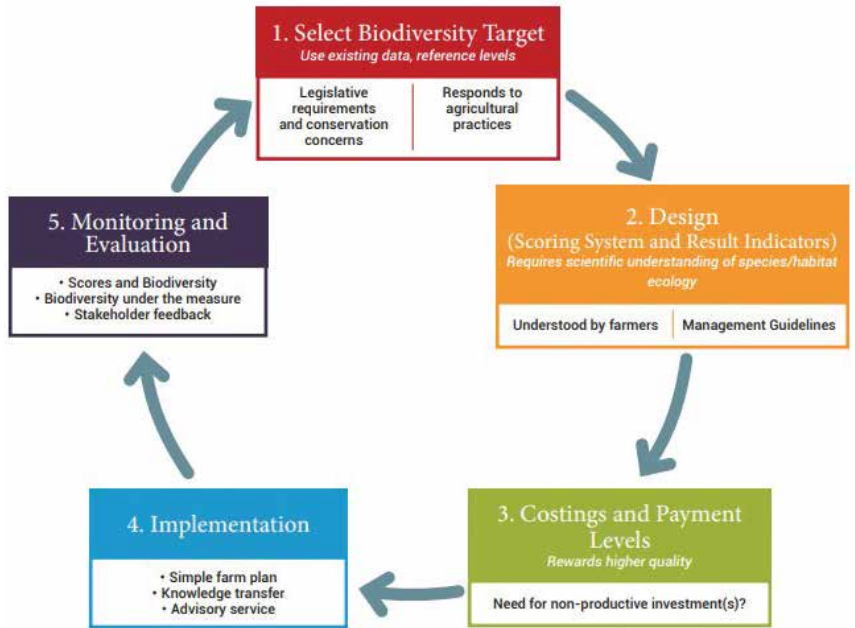 1. Select Biodiversity Target
Use existing data, reference levels
Legislative
requirements
and conservation
concerns
Responds to
agricultural
practices
2. Design
(Scoring System and Result Indicators)
Requires scientific understanding of species/habitat
ecology
Understood by farmers
Management Guidelines
3. Costings and Payment
Levels
Rewards higher quality
Need for non-productive investment(s)?
4. Implementation
• Simple farm plan
• Knowledge transfer
• Advisory service
5. Monitoring and
Evaluation
• Scores and Biodiversity
• Biodiversity under the measure
• Stakeholder feedback